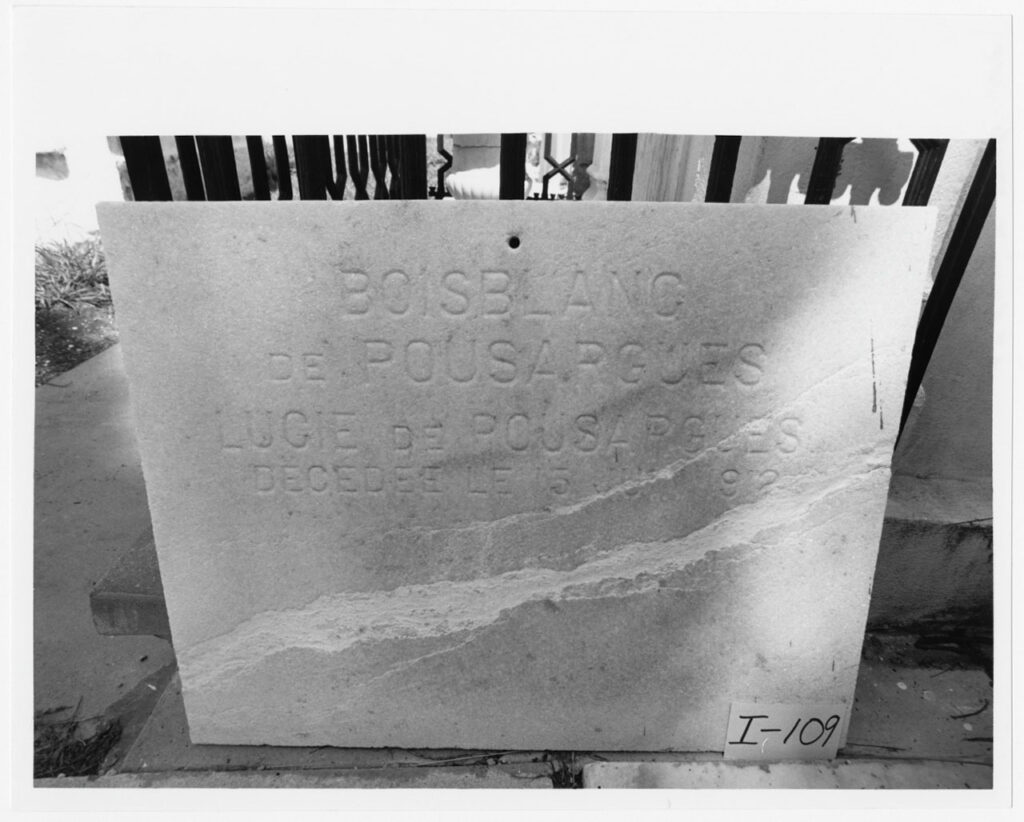 BOISBLANC
DE POUSARGUES
LUCIE DE POUSARGUES
DECEDEE LE 15
I-109